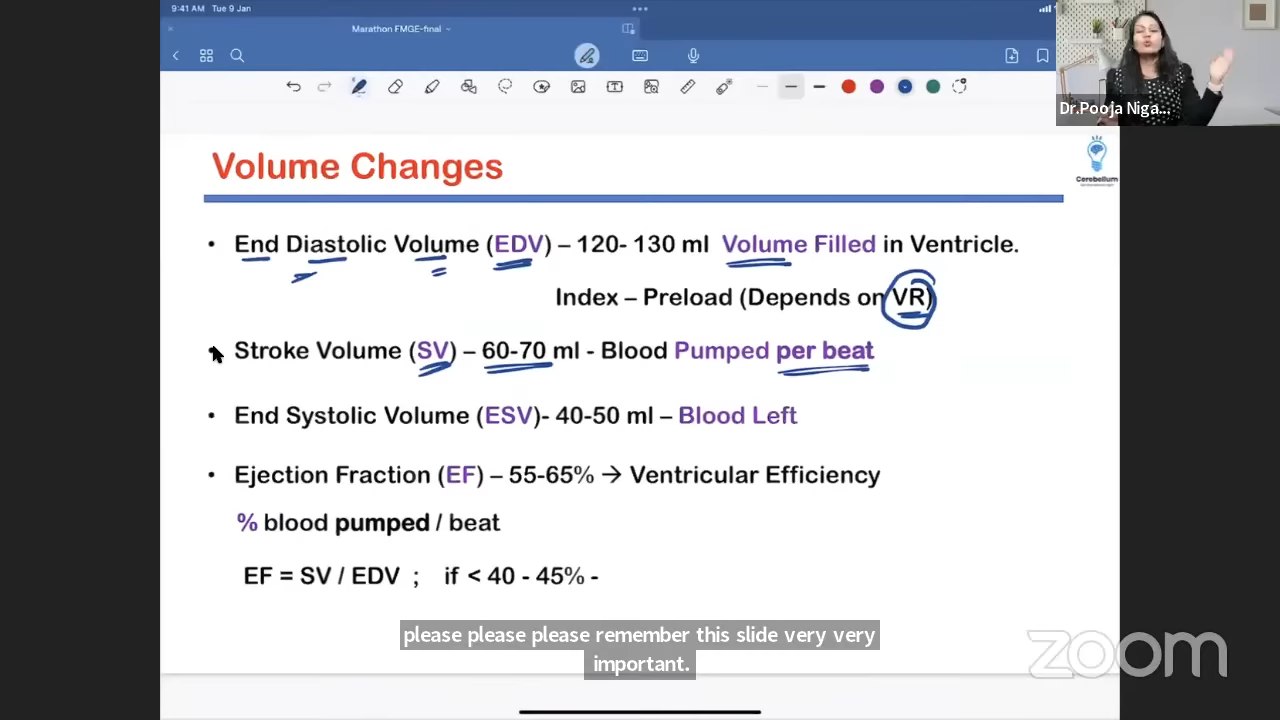 9:41 AM Tue 9 Jan
Marathon FMGE-final
Dr.Pooja Niga...
Volume Changes
Cerebellum
• End Diastolic Volume (EDV) – 120- 130 ml Volume Filled in Ventricle.
Index – Preload (Depends on VR)
• Stroke Volume (SV) – 60-70 ml - Blood Pumped per beat
• End Systolic Volume (ESV)- 40-50 ml – Blood Left
• Ejection Fraction (EF) – 55-65% → Ventricular Efficiency
% blood pumped / beat
EF = SV / EDV ; if < 40 - 45% -
please please please remember this slide very very
important.
zoom